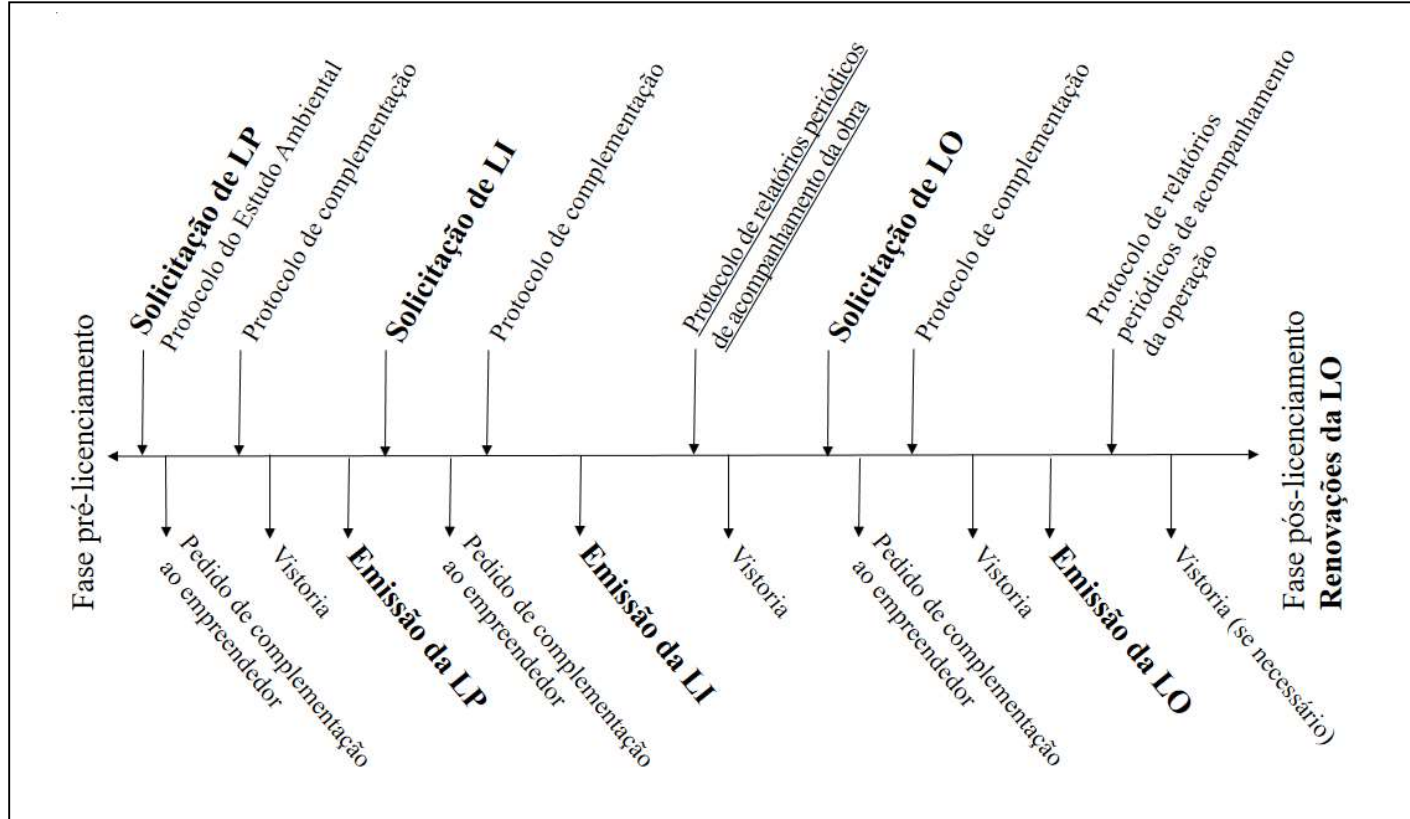 Fase pré-licenciamento
Solicitação de LP
Protocolo do Estudo Ambiental
Protocolo de complementação
Solicitação de LI
Protocolo de complementação
Protocolo de relatórios periódicos
de acompanhamento da obra
Solicitação de LO
Protocolo de complementação
Protocolo de relatórios
periódicos de acompanhamento
da operação
Pedido de complementação
ao empreendedor
Vistoria
Emissão da LP
Pedido de complementação
ao empreendedor
Emissão da LI
Vistoria
Pedido de complementação
ao empreendedor
Vistoria
Emissão da LO
Vistoria (se necessário)
Fase pós-licenciamento
Renovações da LO